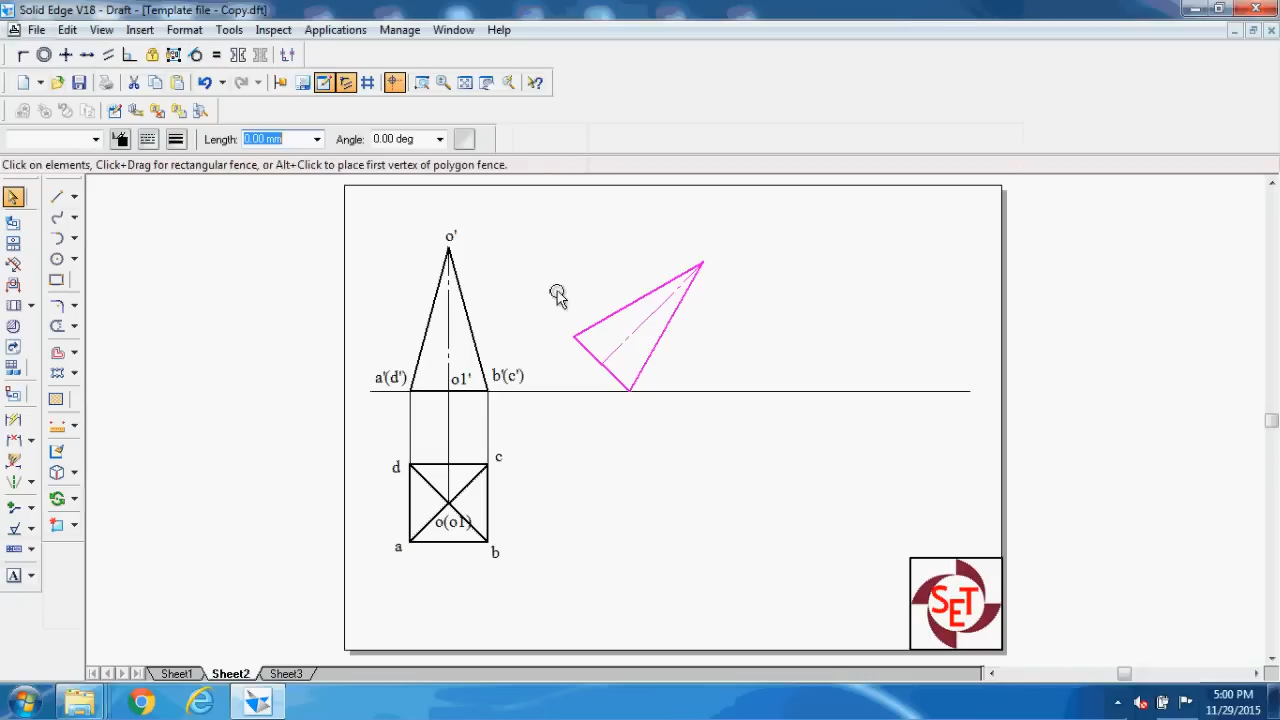 Solid Edge V18 - Draft - [Template file - Copy.dft]
File Edit View Insert Format Tools Inspect Applications Manage Window Help
Length: 0.00 mm Angle: 0.00 deg
Click on elements, Click+Drag for rectangular fence, or Alt+Click to place first vertex of polygon fence.
o'
a'(d') o1' b'(c')
d c
o(o1)
a b
SET
A
Sheet1 Sheet2 Sheet3
5:00 PM
11/29/2015